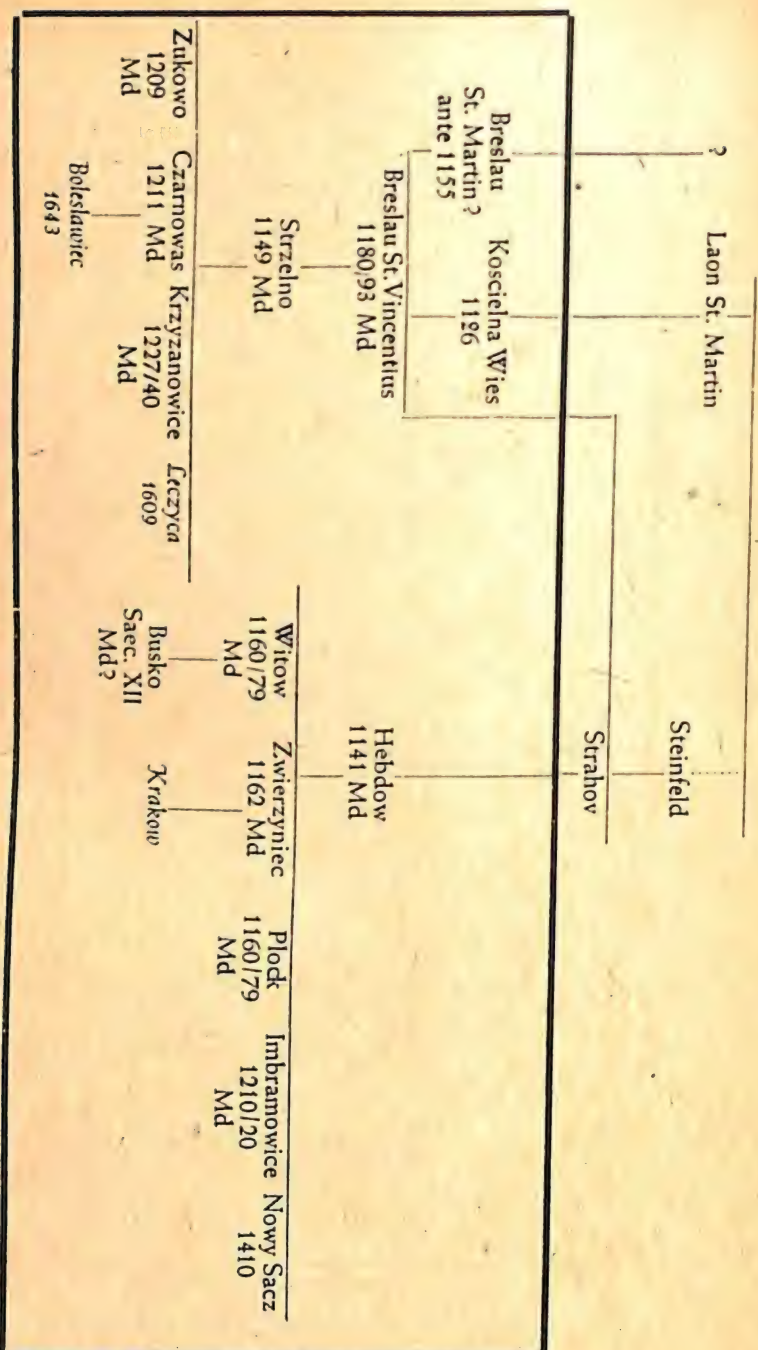 ?
Laon St. Martin
Steinfeld
Strahov
Breslau
St. Martin ?
ante 1155
Koscielna Wies
1126
Breslau St. Vincentius
1180/93 Md
Hebdow
1141 Md
Strzelno
1149 Md
Witow
1160/79
Md
Zwierzyniec
1162 Md
Plock
1160/79
Md
Imbramowice
1210/20
Md
Nowy Sacz
1410
Zukowo
1209
Md
Czarnowas
1211 Md
Krzyzanowice
1227/40
Md
Leczyca
1609
Busko
Saec. XII
Md ?
Krakow
Boleslawiec
1643